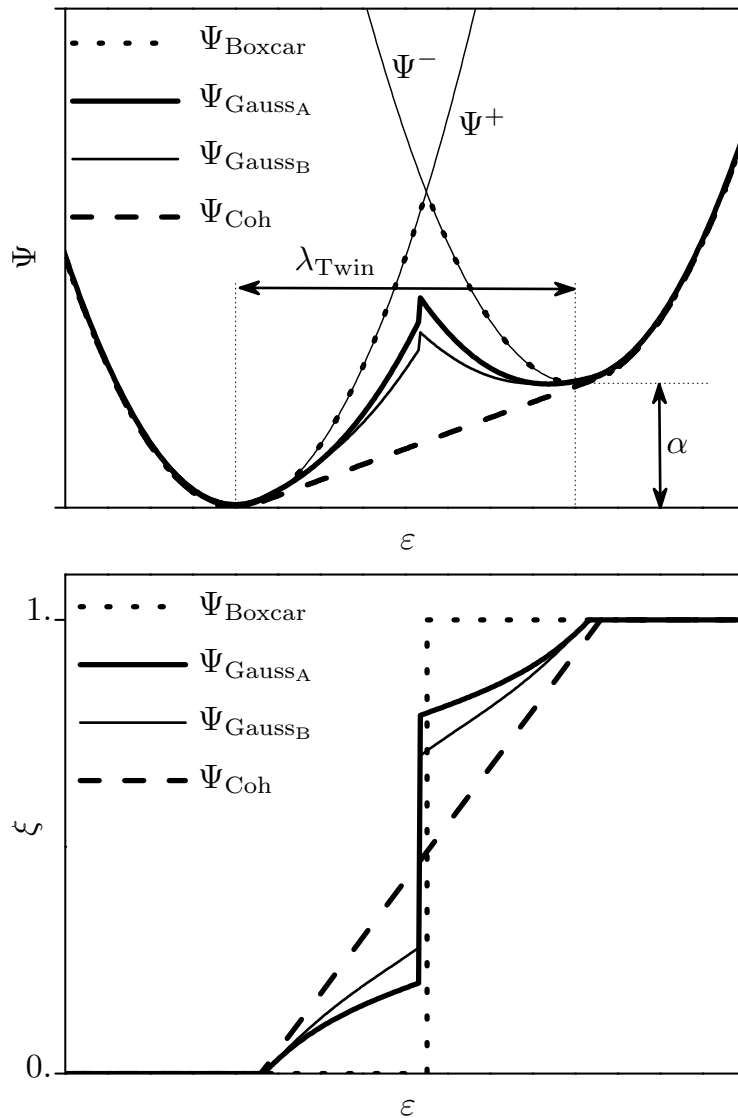 Ψ_Boxcar
Ψ_Gauss_A
Ψ_Gauss_B
Ψ_Coh
Ψ⁻
Ψ⁺
λ_Twin
α
Ψ
ε
1.
Ψ_Boxcar
Ψ_Gauss_A
Ψ_Gauss_B
Ψ_Coh
ξ
0.
ε